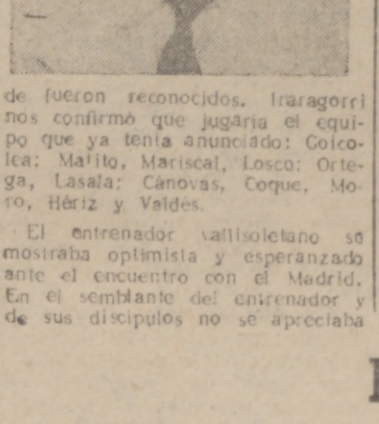 de fueron reconocidos. Iraragorri
nos confirmó que jugaría el equi-
po que ya tenía anunciado: Goico-
lea; Matito, Mariscal, Losco; Orte-
ga, Lasala; Cánovas, Coque, Mo-
ro, Hériz y Valdés.
El entrenador vallisoletano se
mostraba optimista y esperanzado
ante el encuentro con el Madrid.
En el semblante del entrenador y
de sus discípulos no se apreciaba